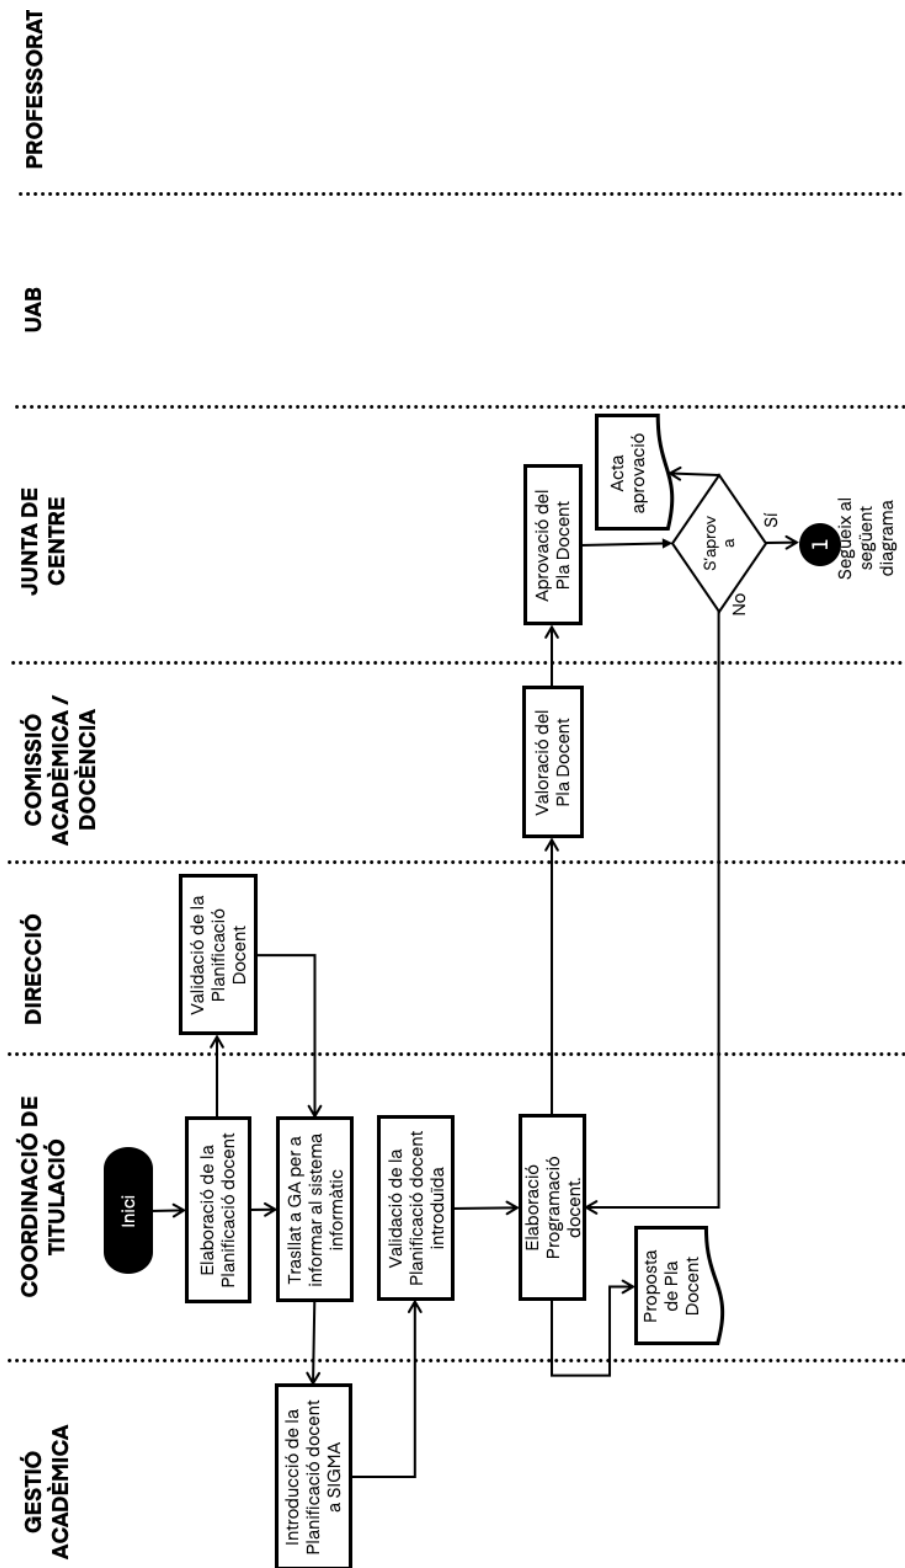 GESTIÓ
ACADÈMICA
COORDINACIÓ DE
TITULACIÓ
DIRECCIÓ
COMISSIÓ
ACADÈMICA /
DOCÈNCIA
JUNTA DE
CENTRE
UAB
PROFESSORAT
Inici
Elaboració de la
Planificació docent
Validació de la
Planificació
Docent
Trasllat a GA per a
informar al sistema
informàtic
Introducció de la
Planificació docent
a SIGMA
Validació de la
Planificació docent
introduïda
Elaboració
Programació
docent.
Proposta
de Pla
Docent
Valoració del
Pla Docent
Aprovació del
Pla Docent
Acta
aprovació
S'aprov
a
No
Sí
1
Segueix al
següent
diagrama